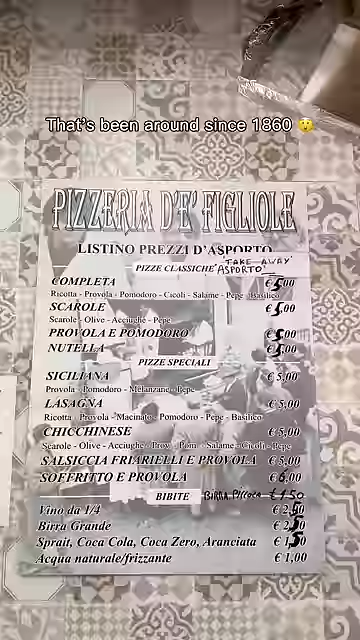 That's been around since 1860 😲
PIZZERIA D'E' FIGLIOLE
LISTINO PREZZI D'ASPORTO
"TAKE AWAY"
PIZZE CLASSICHE "ASPORTO"
COMPLETA € 5,00
Ricotta - Provola - Pomodoro - Cicoli - Salame - Pepe - Basilico
SCAROLE € 5,00
Scarole - Olive - Acciughe - Pepe
PROVOLA E POMODORO € 5,00
NUTELLA € 5,00
PIZZE SPECIALI
SICILIANA € 5,00
Provola - Pomodoro - Melanzane - Pepe
LASAGNA € 5,00
Ricotta - Provola - Macinato - Pomodoro - Pepe - Basilico
CHICCHINESE € 5,00
Scarole - Olive - Acciughe - Prov. - Pom. - Salame - Cicoli - Pepe
SALSICCIA FRIARIELLI E PROVOLA € 5,00
SOFFRITTO E PROVOLA € 6,00
BIBITE BIRRA PICCOLA € 1,50
Vino da 1/4 € 2,50
Birra Grande € 2,50
Sprait, Coca Cola, Coca Zero, Aranciata € 1,50
Acqua naturale/frizzante € 1,00